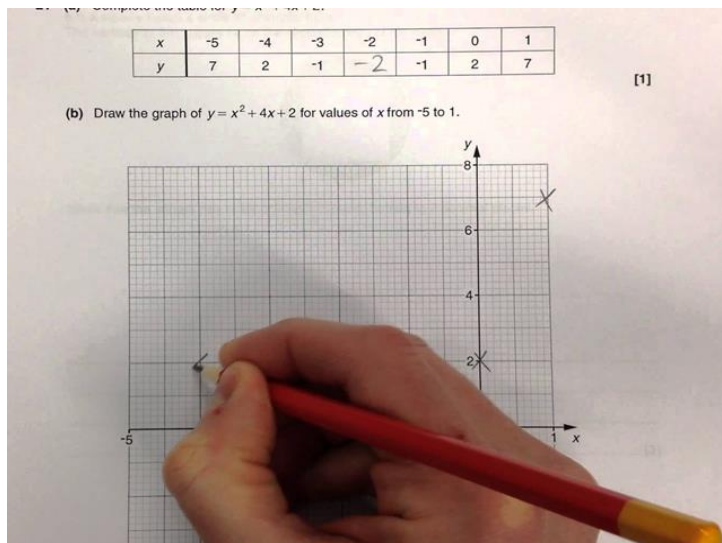 x -5 -4 -3 -2 -1 0 1
y 7 2 -1 -2 -1 2 7
[1]
(b) Draw the graph of y = x² + 4x + 2 for values of x from -5 to 1.
y
8
6
4
2
-5 1 x